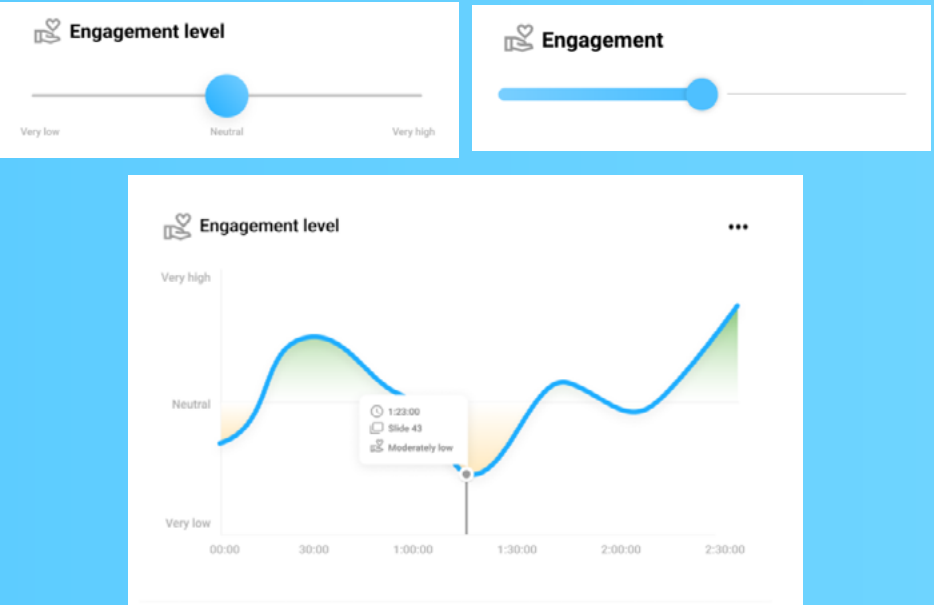 Engagement level
Very low Neutral Very high
Engagement
Engagement level
Very high
Neutral
1:23:00
Slide 43
Moderately low
Very low
00:00 30:00 1:00:00 1:30:00 2:00:00 2:30:00